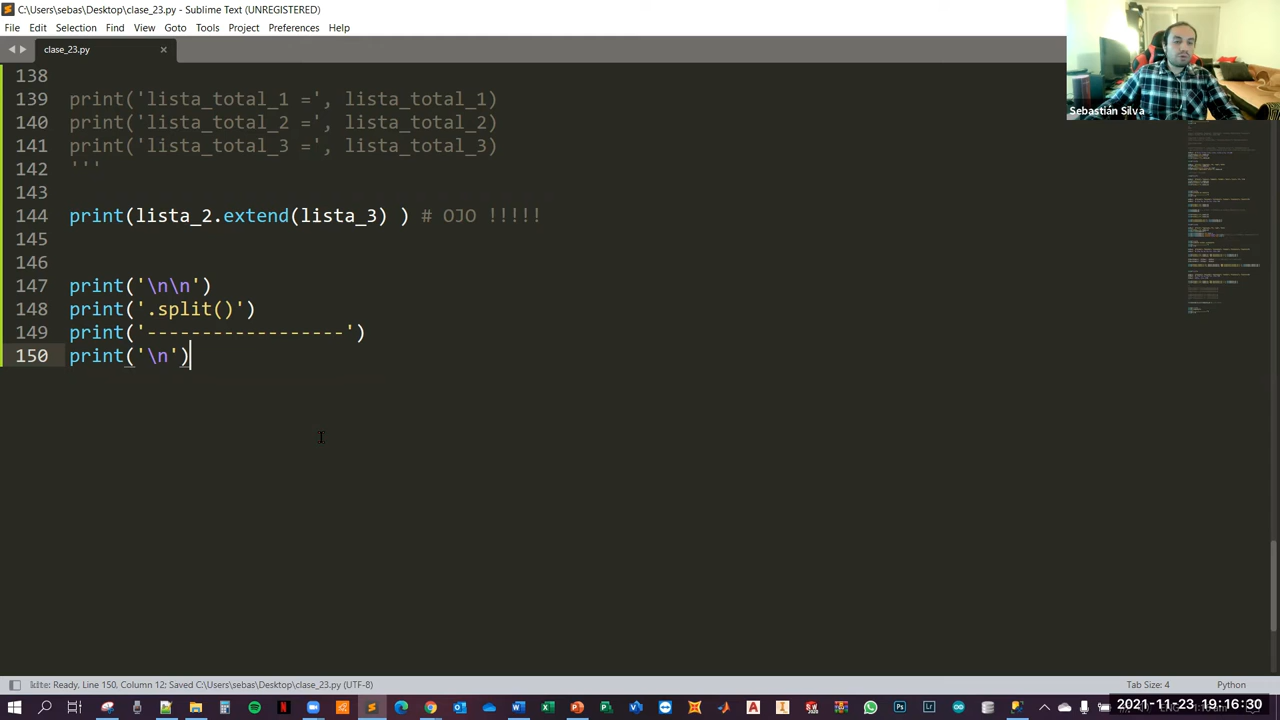 C:\Users\sebas\Desktop\clase_23.py - Sublime Text (UNREGISTERED)
File Edit Selection Find View Goto Tools Project Preferences Help
clase_23.py
138
139 print('lista_total_1 =', lista_total_1)
140 print('lista_total_2 =', lista_total_2)
141 print('lista_total_3 =', lista_total_3)
142 '''
143
144 print(lista_2.extend(lista_3) ) # OJO !!!!!
145
146
147 print('\n\n')
148 print('.split()')
149 print('------------------')
150 print('\n')
Sebastián Silva
Ready, Line 150, Column 12; Saved C:\Users\sebas\Desktop\clase_23.py (UTF-8)
Tab Size: 4
Python
2021-11-23 19:16:30